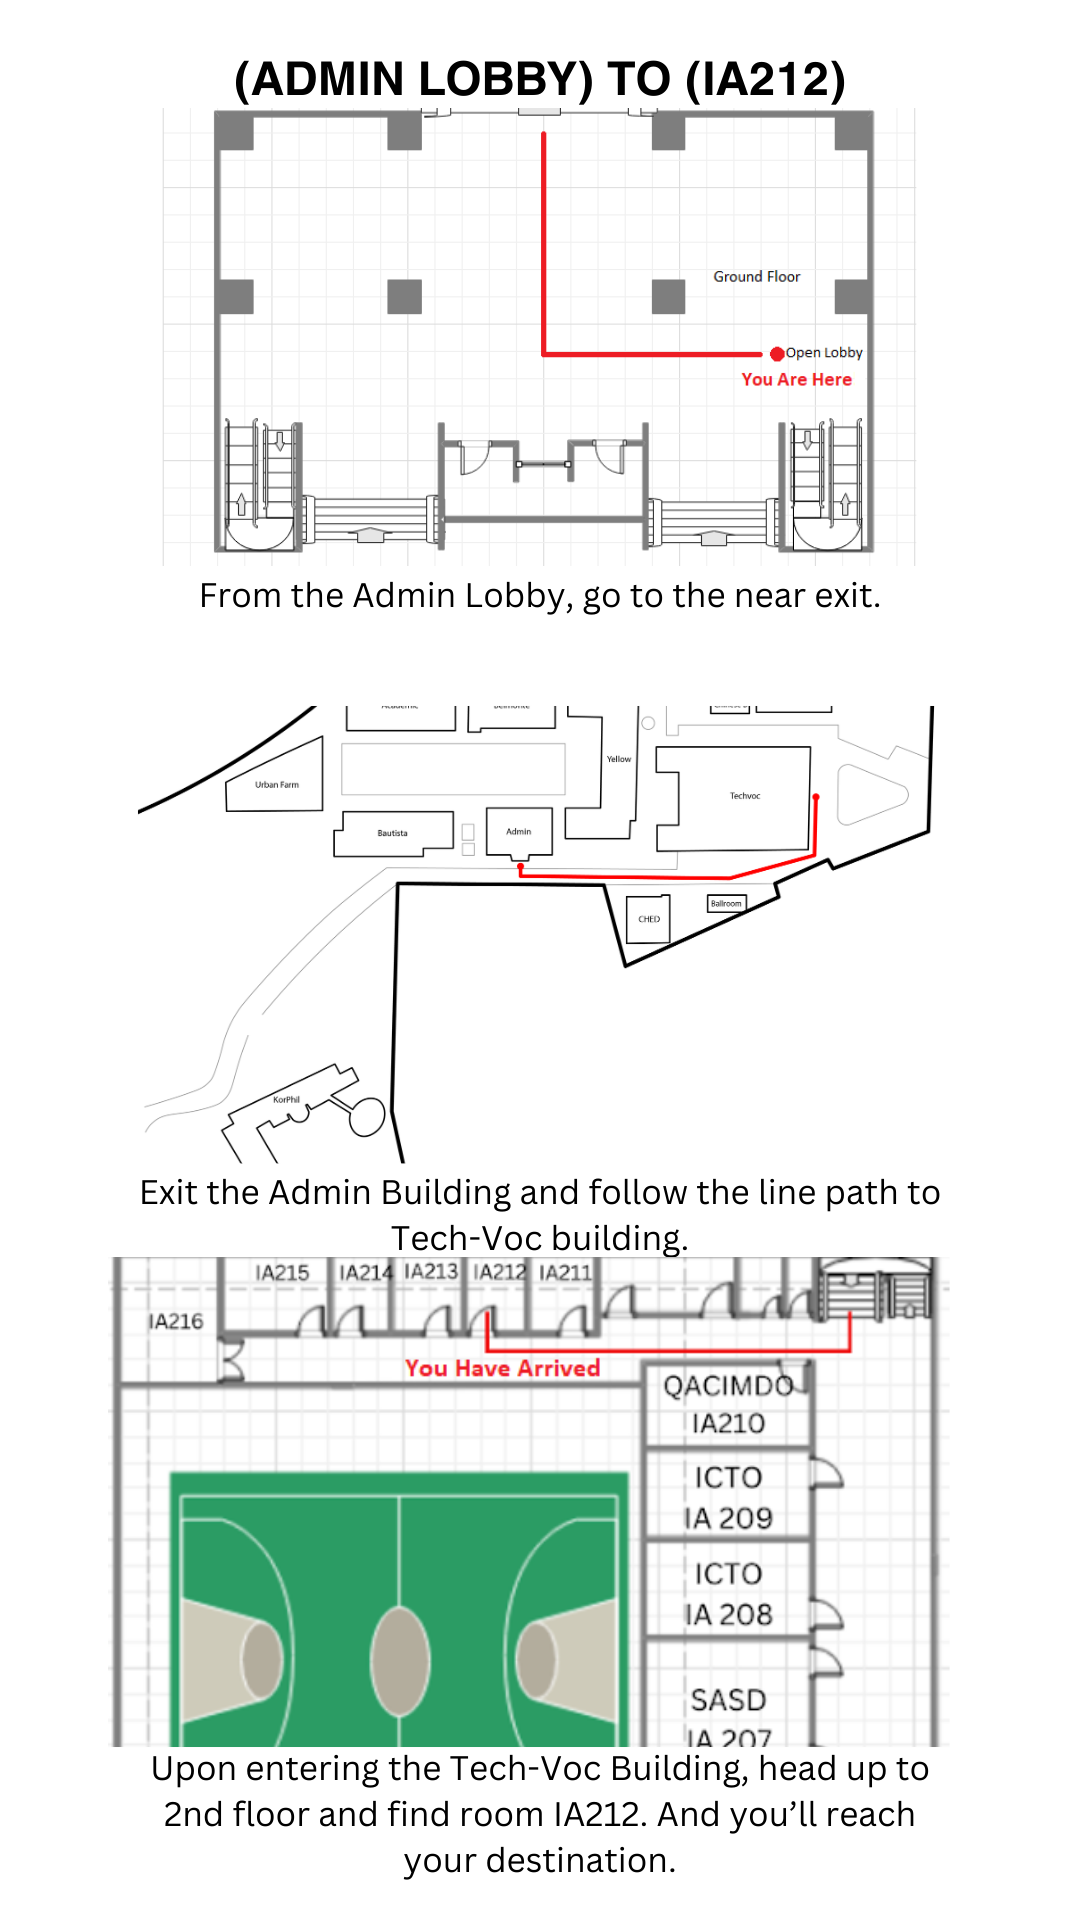 (ADMIN LOBBY) TO (IA212)
Ground Floor
Open Lobby
You Are Here
From the Admin Lobby, go to the near exit.
Academic
Belmonte
Yellow
Urban Farm
Techvoc
Bautista
Admin
CHED
Ballroom
KorPhil
Exit the Admin Building and follow the line path to
Tech-Voc building.
IA215
IA214
IA213
IA212
IA211
IA216
You Have Arrived
QACIMDO
IA210
ICTO
IA 209
ICTO
IA 208
SASD
IA 207
Upon entering the Tech-Voc Building, head up to
2nd floor and find room IA212. And you’ll reach
your destination.